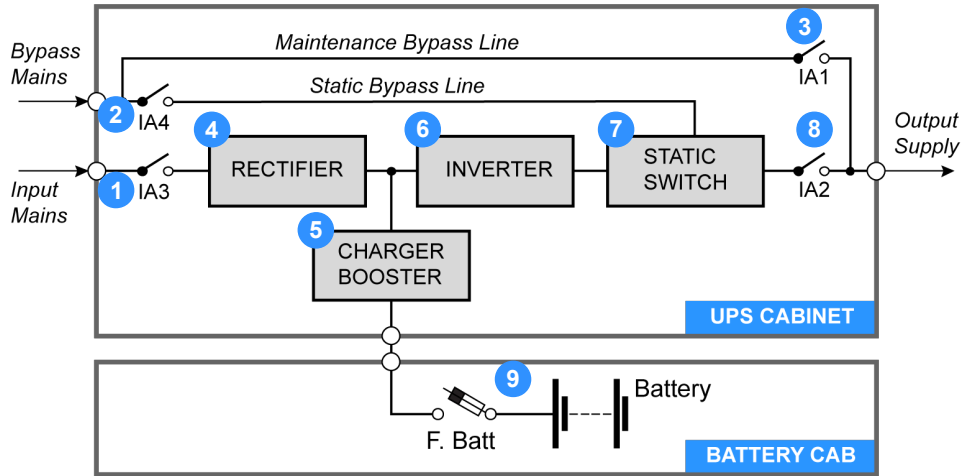 3
Maintenance Bypass Line
Bypass
Mains
IA1
Static Bypass Line
2
IA4
4
6
7
8
Output
Supply
RECTIFIER
INVERTER
STATIC
SWITCH
Input
Mains
1
IA3
IA2
5
CHARGER
BOOSTER
UPS CABINET
9
Battery
F. Batt
BATTERY CAB